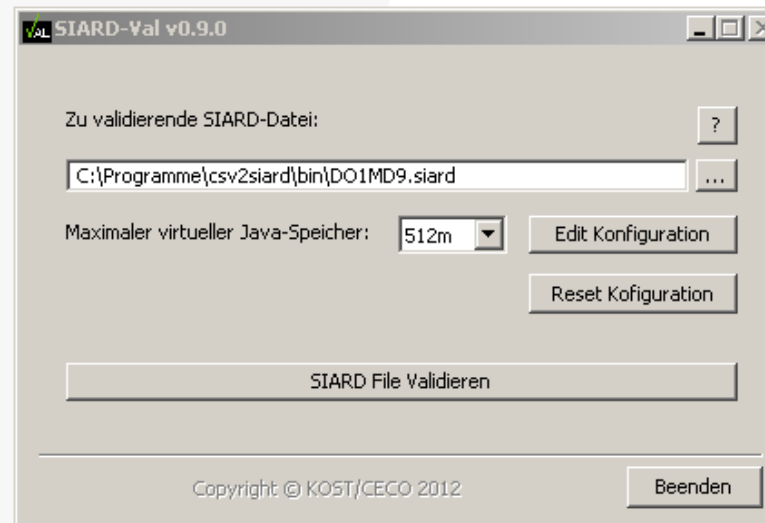 VAL SIARD-Val v0.9.0
Zu validierende SIARD-Datei:
?
C:\Programme\csv2siard\bin\DO1MD9.siard
...
Maximaler virtueller Java-Speicher:
512m
Edit Konfiguration
Reset Kofiguration
SIARD File Validieren
Copyright © KOST/CECO 2012
Beenden